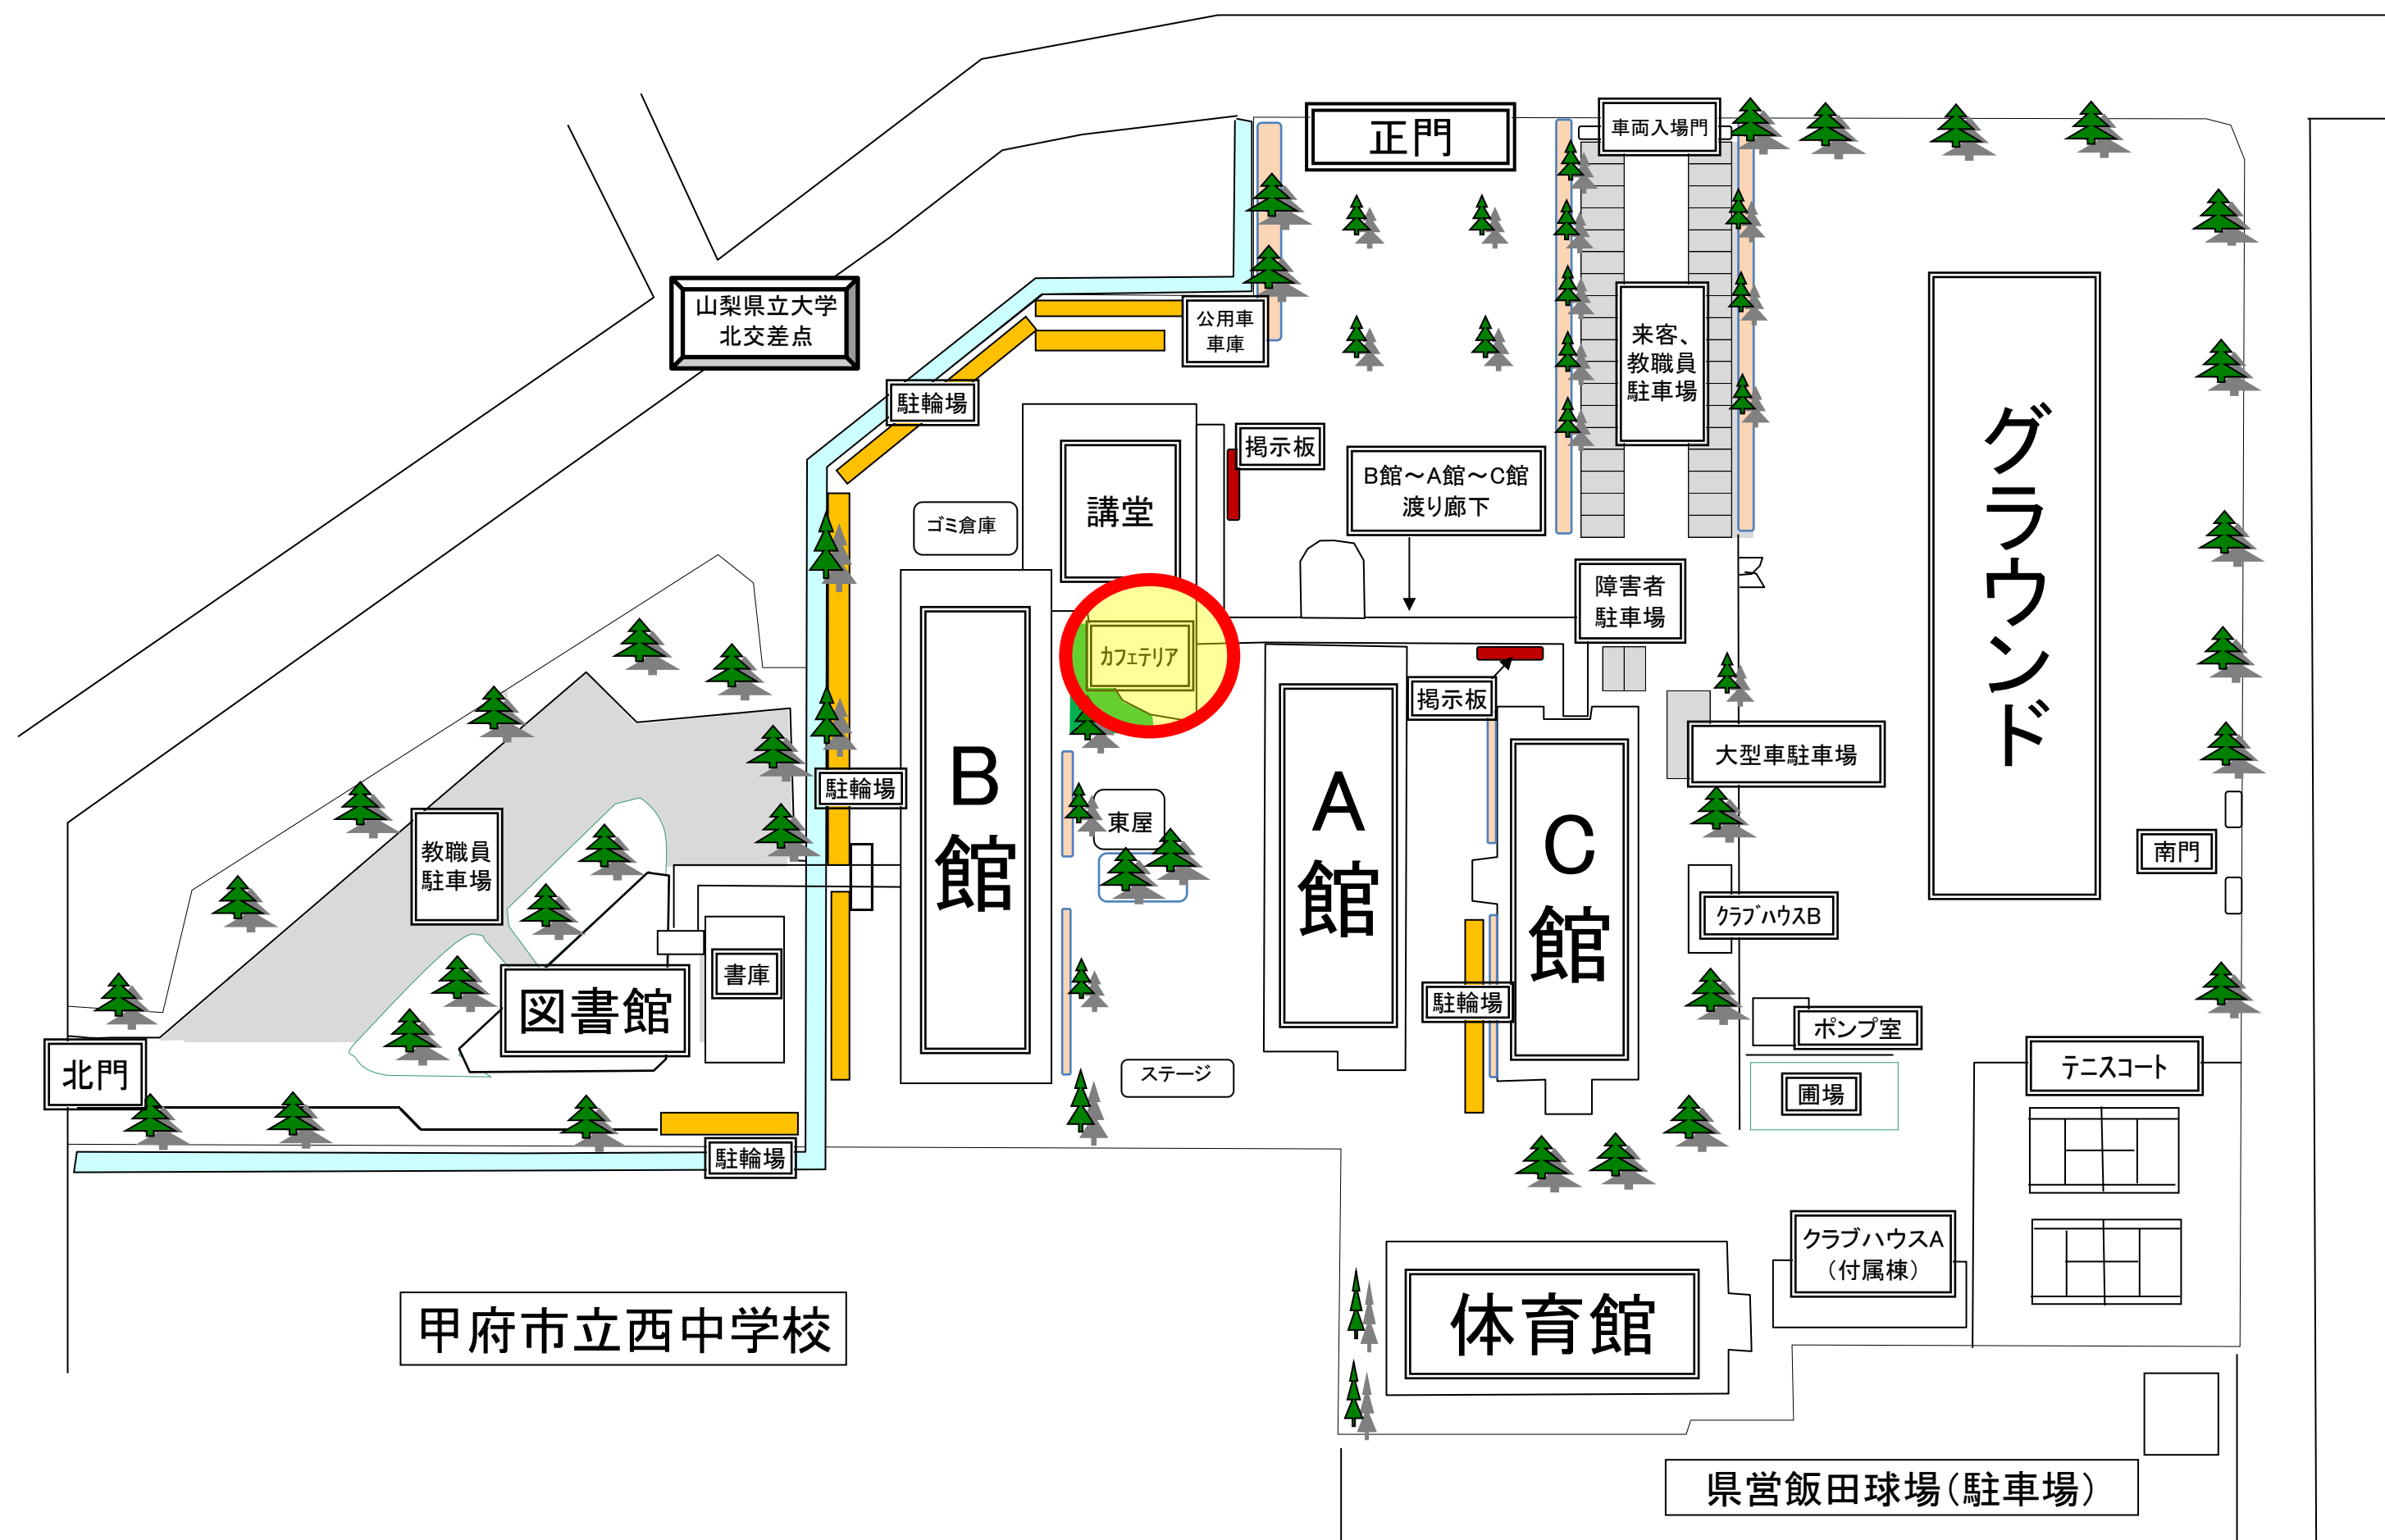 正門
車両入場門
山梨県立大学
北交差点
公用車
車庫
来客、
教職員
駐車場
駐輪場
掲示板
B館～A館～C館
渡り廊下
講堂
ゴミ倉庫
グラウンド
障害者
駐車場
カフェテリア
掲示板
大型車駐車場
B館
駐輪場
東屋
A館
C館
教職員
駐車場
南門
クラブハウスB
書庫
図書館
駐輪場
ポンプ室
北門
ステージ
テニスコート
圃場
駐輪場
クラブハウスA
（付属棟）
甲府市立西中学校
体育館
県営飯田球場（駐車場）